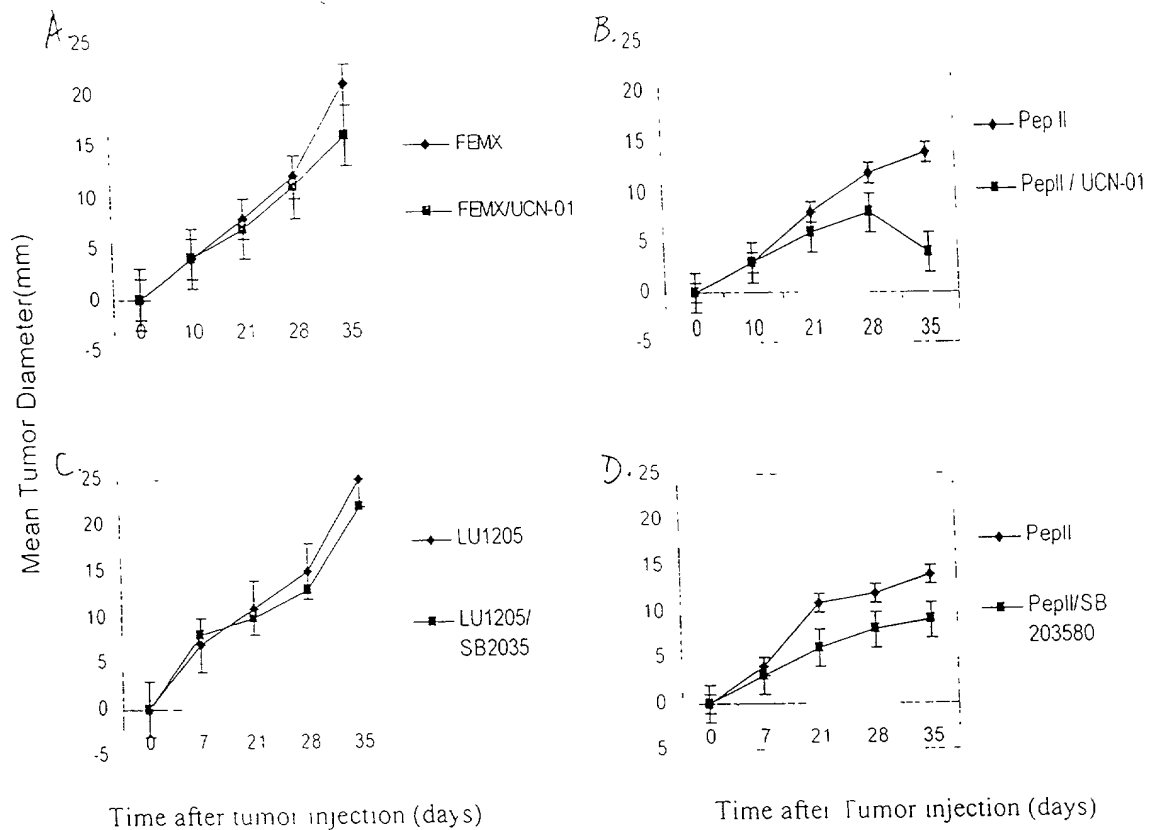 A.
25
20
15
10
5
0
-5
0 10 21 28 35
FEMX
FEMX/UCN-01
B.
25
20
15
10
5
0
-5
0 10 21 28 35
Pep II
PepII / UCN-01
Mean Tumor Diameter(mm)
C.
25
20
15
10
5
0
-5
0 7 21 28 35
LU1205
LU1205/
SB2035
D.
25
20
15
10
5
0
5
0 7 21 28 35
PepII
PepII/SB
203580
Time after tumor injection (days)
Time after Tumor injection (days)